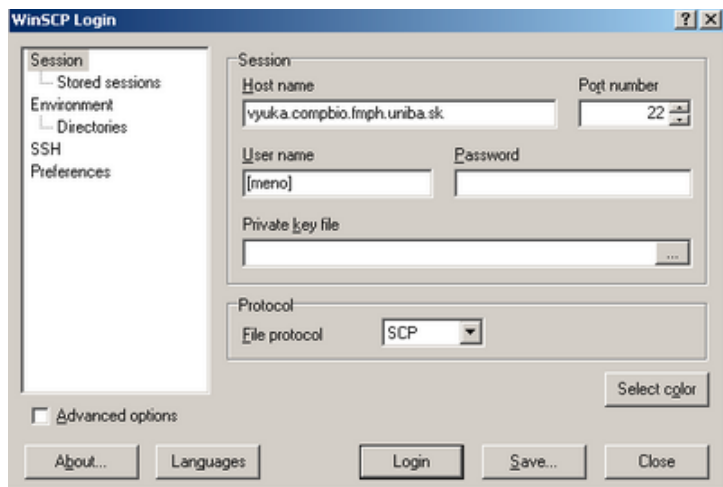 WinSCP Login
Session
Stored sessions
Environment
Directories
SSH
Preferences
Advanced options
Session
Host name
Port number
vyuka.compbio.fmph.uniba.sk
22
User name
Password
[meno]
Private key file
...
Protocol
File protocol
SCP
Select color
About...
Languages
Login
Save...
Close